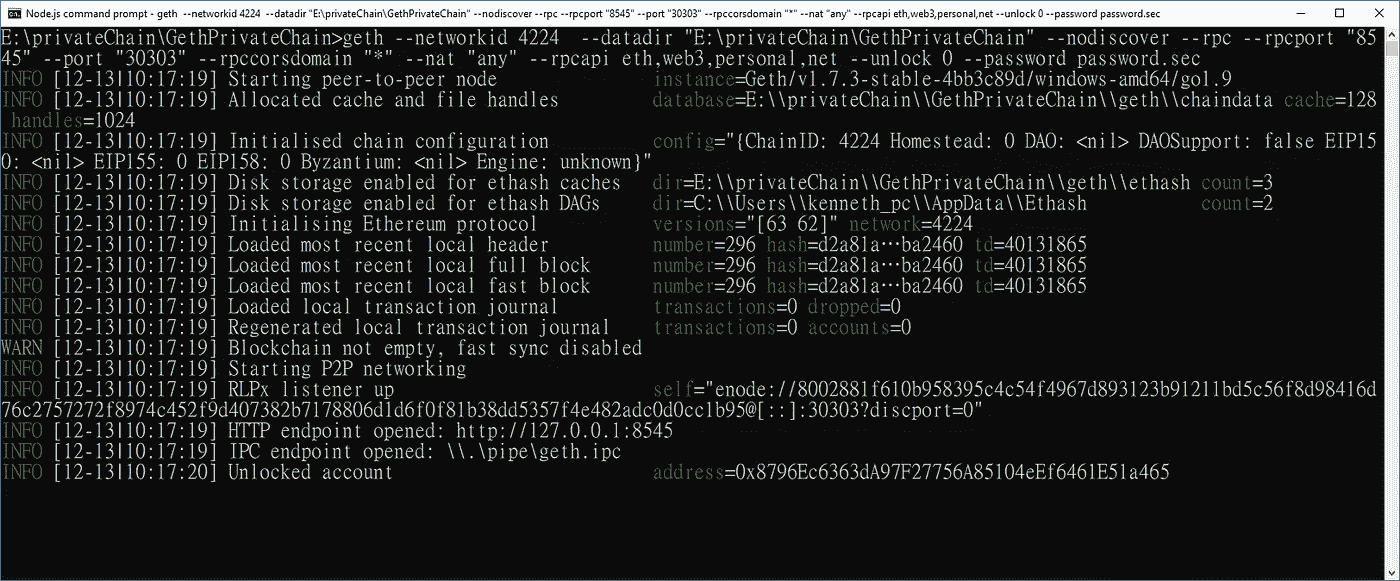 Node.js command prompt - geth --networkid 4224 --datadir "E:\privateChain\GethPrivateChain" --nodiscover --rpc --rpcport "8545" --port "30303" --rpccorsdomain "*" --nat "any" --rpcapi eth,web3,personal,net --unlock 0 --password password.sec
E:\privateChain\GethPrivateChain>geth --networkid 4224  --datadir "E:\privateChain\GethPrivateChain" --nodiscover --rpc --rpcport "85
45" --port "30303" --rpccorsdomain "*" --nat "any" --rpcapi eth,web3,personal,net --unlock 0 --password password.sec
INFO [12-13|10:17:19] Starting peer-to-peer node               instance=Geth/v1.7.3-stable-4bb3c89d/windows-amd64/go1.9
INFO [12-13|10:17:19] Allocated cache and file handles         database=E:\\privateChain\\GethPrivateChain\\geth\\chaindata cache=128
 handles=1024
INFO [12-13|10:17:19] Initialised chain configuration          config="{ChainID: 4224 Homestead: 0 DAO: <nil> DAOSupport: false EIP15
0: <nil> EIP155: 0 EIP158: 0 Byzantium: <nil> Engine: unknown}"
INFO [12-13|10:17:19] Disk storage enabled for ethash caches   dir=E:\\privateChain\\GethPrivateChain\\geth\\ethash count=3
INFO [12-13|10:17:19] Disk storage enabled for ethash DAGs     dir=C:\\Users\\kenneth_pc\\AppData\\Ethash           count=2
INFO [12-13|10:17:19] Initialising Ethereum protocol           versions="[63 62]" network=4224
INFO [12-13|10:17:19] Loaded most recent local header          number=296 hash=d2a81a…ba2460 td=40131865
INFO [12-13|10:17:19] Loaded most recent local full block      number=296 hash=d2a81a…ba2460 td=40131865
INFO [12-13|10:17:19] Loaded most recent local fast block      number=296 hash=d2a81a…ba2460 td=40131865
INFO [12-13|10:17:19] Loaded local transaction journal         transactions=0 dropped=0
INFO [12-13|10:17:19] Regenerated local transaction journal    transactions=0 accounts=0
WARN [12-13|10:17:19] Blockchain not empty, fast sync disabled
INFO [12-13|10:17:19] Starting P2P networking
INFO [12-13|10:17:19] RLPx listener up                         self="enode://8002881f610b958395c4c54f4967d893123b91211bd5c56f8d98416d
76c2757272f8974c452f9d407382b7178806d1d6f0f81b38dd5357f4e482adc0d0cc1b95@[::]:30303?discport=0"
INFO [12-13|10:17:19] HTTP endpoint opened: http://127.0.0.1:8545
INFO [12-13|10:17:19] IPC endpoint opened: \\.\pipe\geth.ipc
INFO [12-13|10:17:20] Unlocked account                         address=0x8796Ec6363dA97F27756A85104eEf6461E51a465